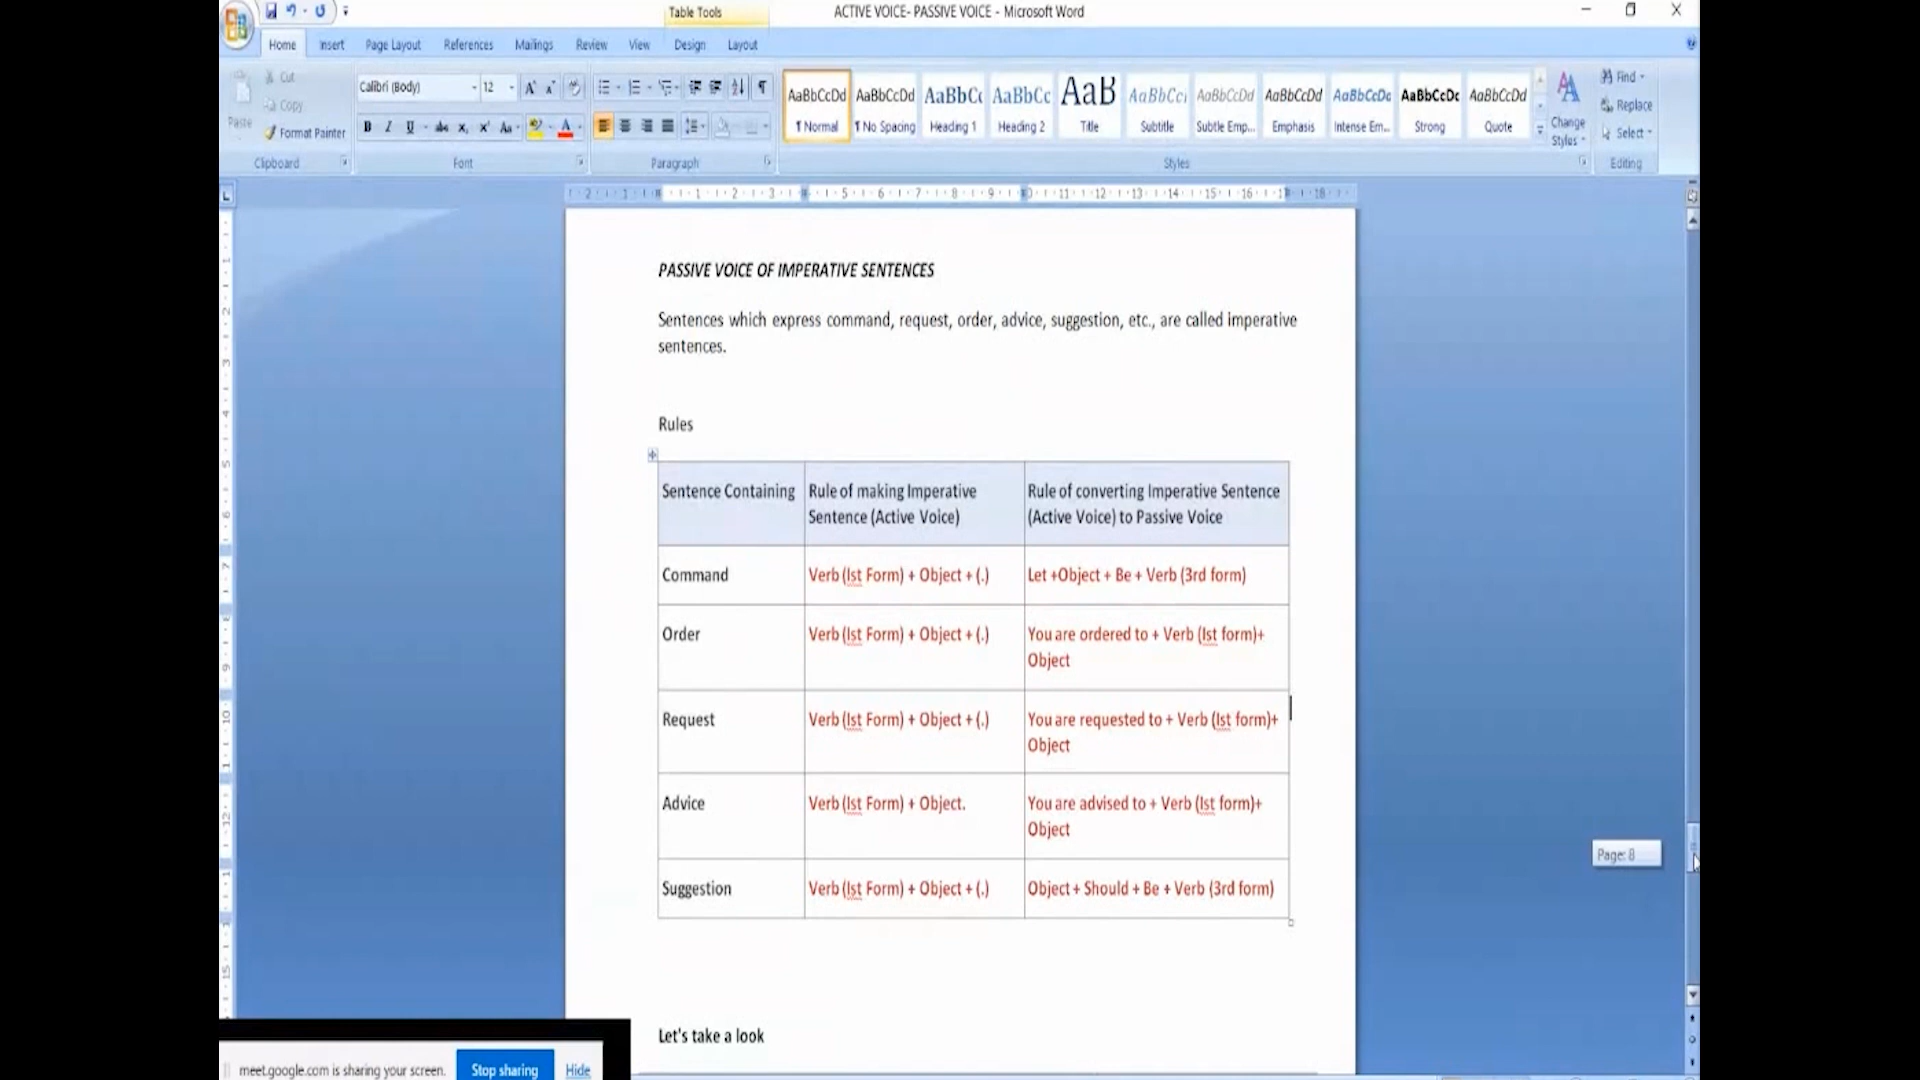 Table Tools
ACTIVE VOICE- PASSIVE VOICE - Microsoft Word
Home Insert Page Layout References Mailings Review View Design Layout
Cut
Copy
Paste
Format Painter
Clipboard
Calibri (Body) 12
Font
Paragraph
AaBbCcDd AaBbCcDd AaBbCc AaBbCc AaB AaBbCci AaBbCcDd AaBbCcDd AaBbCcDc AaBbCcDc AaBbCcDd
¶ Normal ¶ No Spacing Heading 1 Heading 2 Title Subtitle Subtle Emp... Emphasis Intense Em... Strong Quote
Change
Styles
Styles
Find
Replace
Select
Editing
PASSIVE VOICE OF IMPERATIVE SENTENCES
Sentences which express command, request, order, advice, suggestion, etc., are called imperative
sentences.
Rules
Sentence Containing
Rule of making Imperative
Sentence (Active Voice)
Rule of converting Imperative Sentence
(Active Voice) to Passive Voice
Command
Verb (Ist Form) + Object + (.)
Let +Object + Be + Verb (3rd form)
Order
Verb (Ist Form) + Object + (.)
You are ordered to + Verb (Ist form)+
Object
Request
Verb (Ist Form) + Object + (.)
You are requested to + Verb (Ist form)+
Object
Advice
Verb (Ist Form) + Object.
You are advised to + Verb (Ist form)+
Object
Suggestion
Verb (Ist Form) + Object + (.)
Object + Should + Be + Verb (3rd form)
Page: 8
Let's take a look
meet.google.com is sharing your screen. Stop sharing Hide